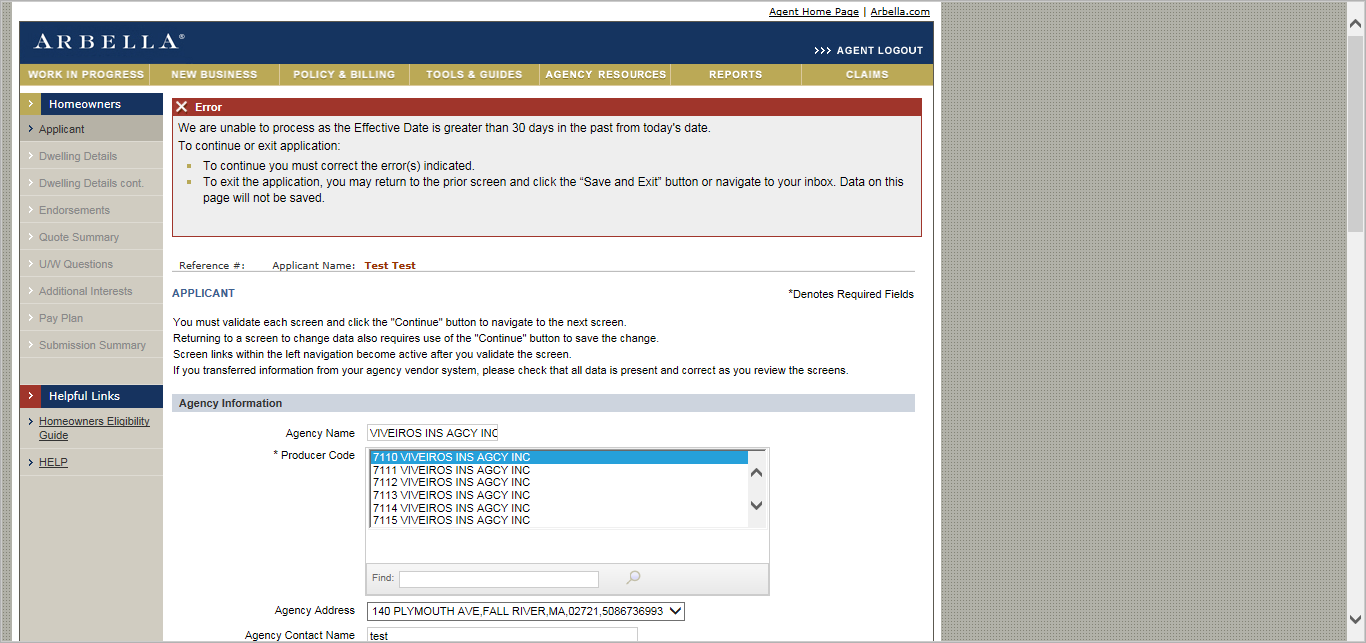 Agent Home Page | Arbella.com
ARBELLA®
>>> AGENT LOGOUT
WORK IN PROGRESS NEW BUSINESS POLICY & BILLING TOOLS & GUIDES AGENCY RESOURCES REPORTS CLAIMS
Homeowners
Applicant
Dwelling Details
Dwelling Details cont.
Endorsements
Quote Summary
U/W Questions
Additional Interests
Pay Plan
Submission Summary
Helpful Links
Homeowners Eligibility
Guide
HELP
Error
We are unable to process as the Effective Date is greater than 30 days in the past from today's date.
To continue or exit application:
To continue you must correct the error(s) indicated.
To exit the application, you may return to the prior screen and click the “Save and Exit” button or navigate to your inbox. Data on this
page will not be saved.
Reference #: Applicant Name: Test Test
APPLICANT
*Denotes Required Fields
You must validate each screen and click the "Continue" button to navigate to the next screen.
Returning to a screen to change data also requires use of the "Continue" button to save the change.
Screen links within the left navigation become active after you validate the screen.
If you transferred information from your agency vendor system, please check that all data is present and correct as you review the screens.
Agency Information
Agency Name VIVEIROS INS AGCY INC
* Producer Code
7110 VIVEIROS INS AGCY INC
7111 VIVEIROS INS AGCY INC
7112 VIVEIROS INS AGCY INC
7113 VIVEIROS INS AGCY INC
7114 VIVEIROS INS AGCY INC
7115 VIVEIROS INS AGCY INC
Find:
Agency Address 140 PLYMOUTH AVE,FALL RIVER,MA,02721,5086736993
Agency Contact Name test